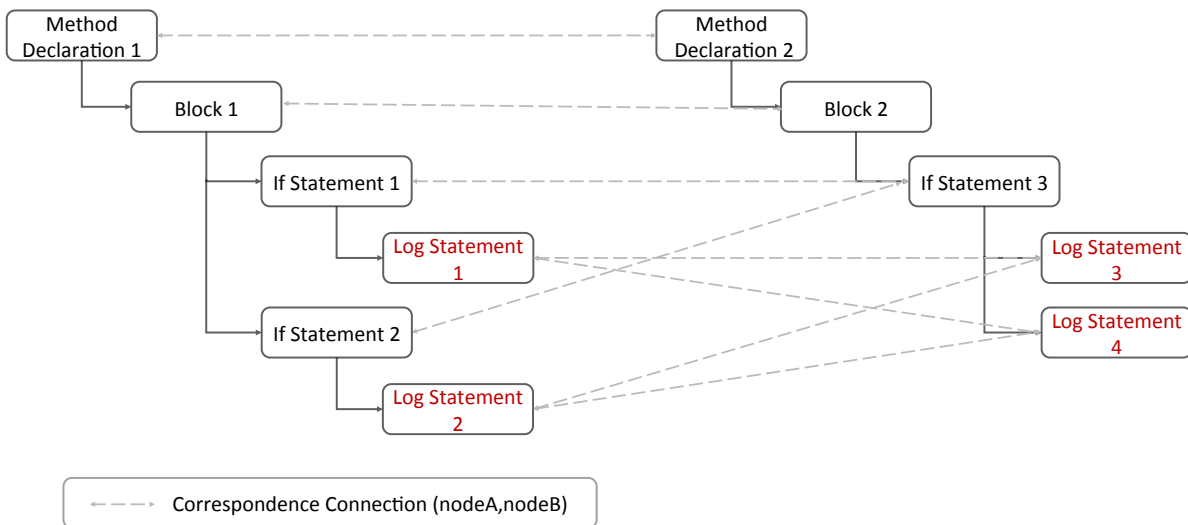 Method
Declaration 1
Method
Declaration 2
Block 1
Block 2
If Statement 1
If Statement 3
Log Statement
1
Log Statement
3
If Statement 2
Log Statement
4
Log Statement
2
Correspondence Connection (nodeA,nodeB)